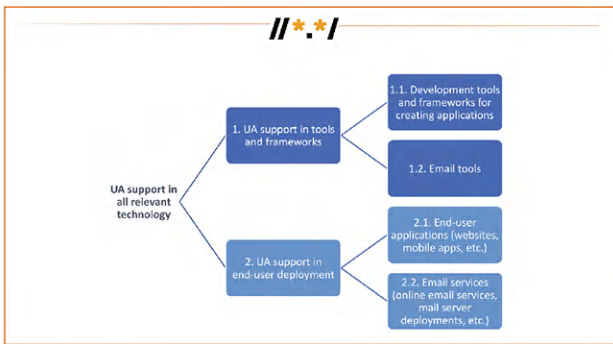 //*.*/
1.1. Development tools
and frameworks for
creating applications
1. UA support in tools
and frameworks
1.2. Email tools
UA support in
all relevant
technology
2.1. End-user
applications (websites,
mobile apps, etc.)
2. UA support in
end-user deployment
2.2. Email services
(online email services,
mail server
deployments, etc.)